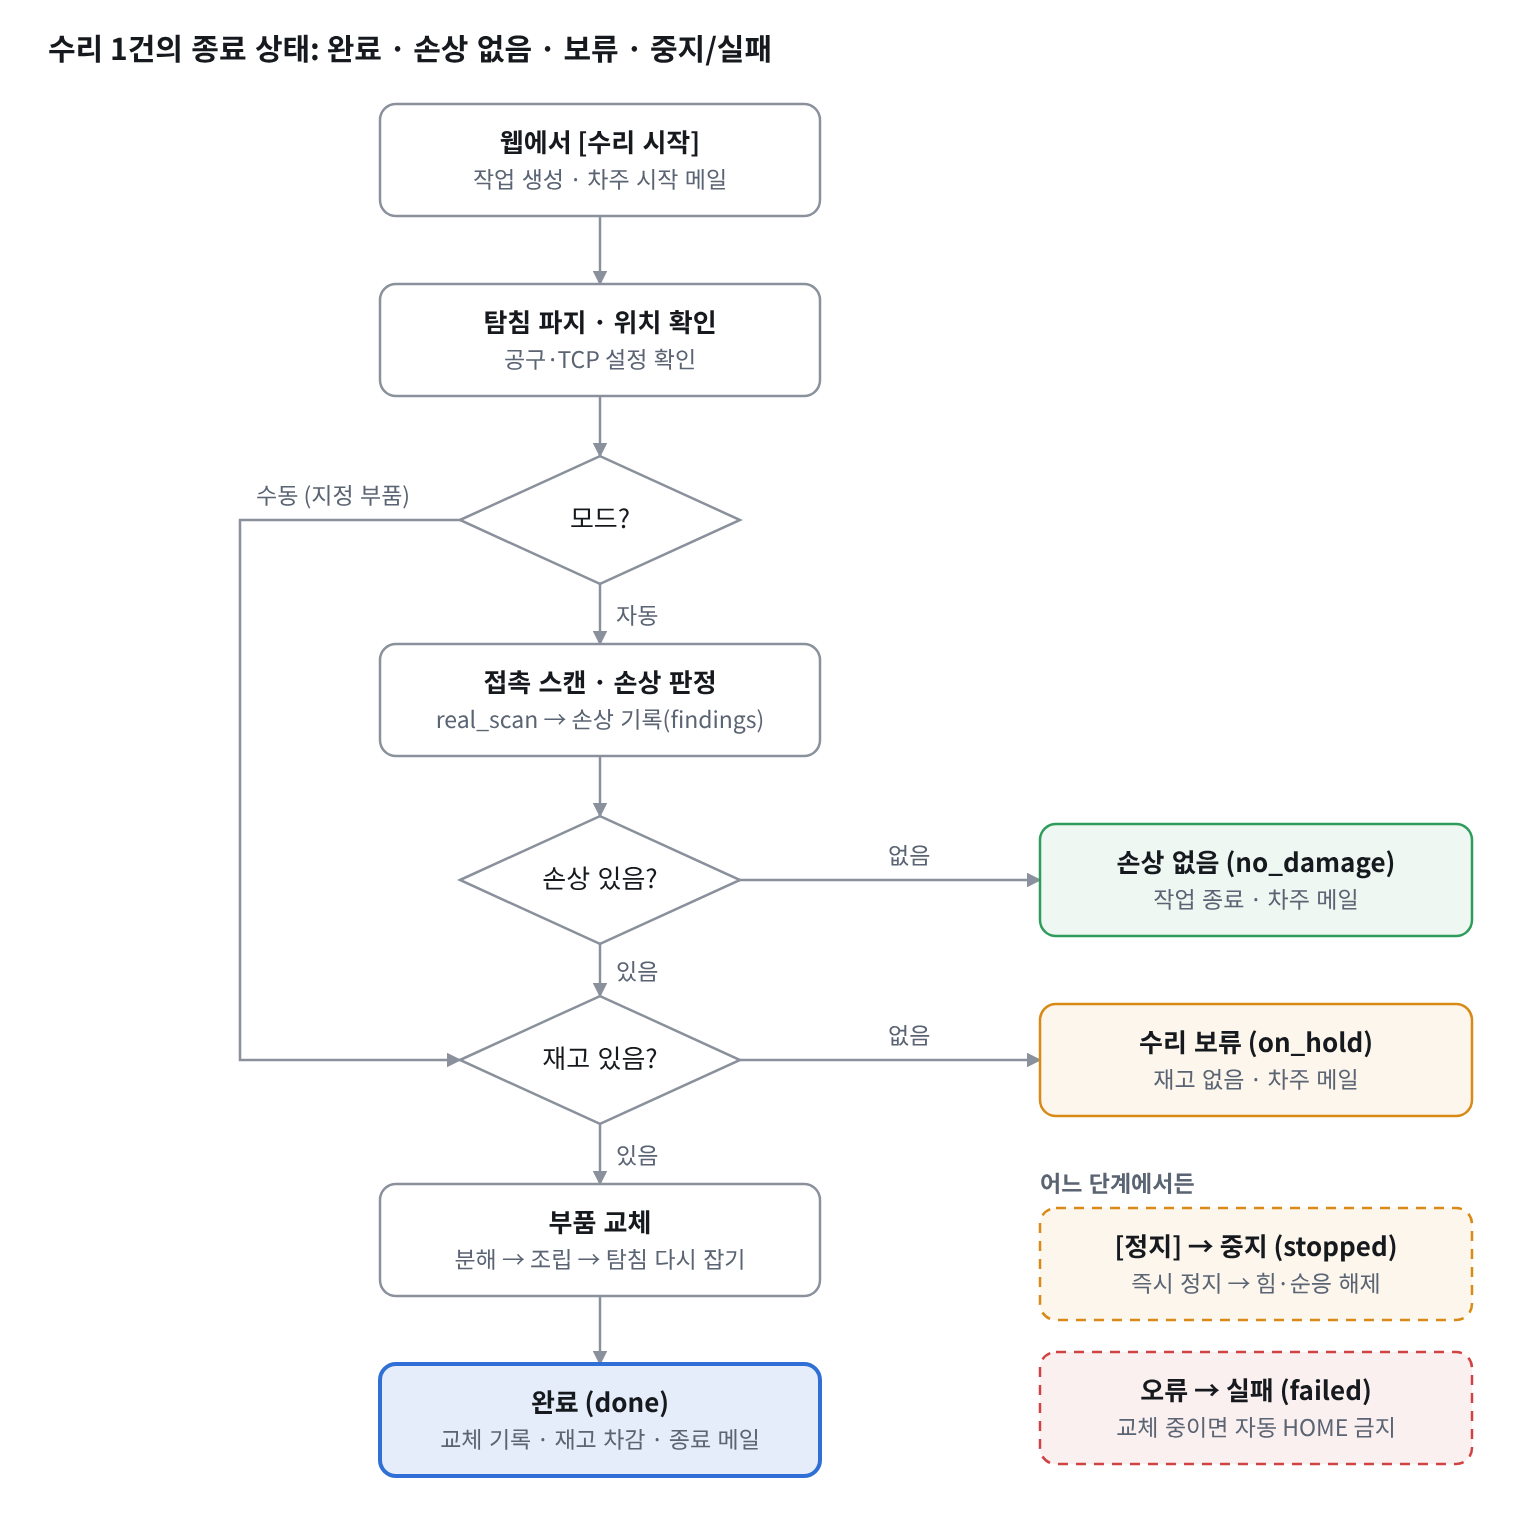 수리 1건의 종료 상태: 완료 · 손상 없음 · 보류 · 중지/실패
웹에서 [수리 시작]
작업 생성 · 차주 시작 메일
탐침 파지 · 위치 확인
공구·TCP 설정 확인
수동 (지정 부품)
모드?
자동
접촉 스캔 · 손상 판정
real_scan → 손상 기록(findings)
손상 있음?
없음
손상 없음 (no_damage)
작업 종료 · 차주 메일
있음
재고 있음?
없음
수리 보류 (on_hold)
재고 없음 · 차주 메일
있음
부품 교체
분해 → 조립 → 탐침 다시 잡기
어느 단계에서든
[정지] → 중지 (stopped)
즉시 정지 → 힘·순응 해제
완료 (done)
교체 기록 · 재고 차감 · 종료 메일
오류 → 실패 (failed)
교체 중이면 자동 HOME 금지